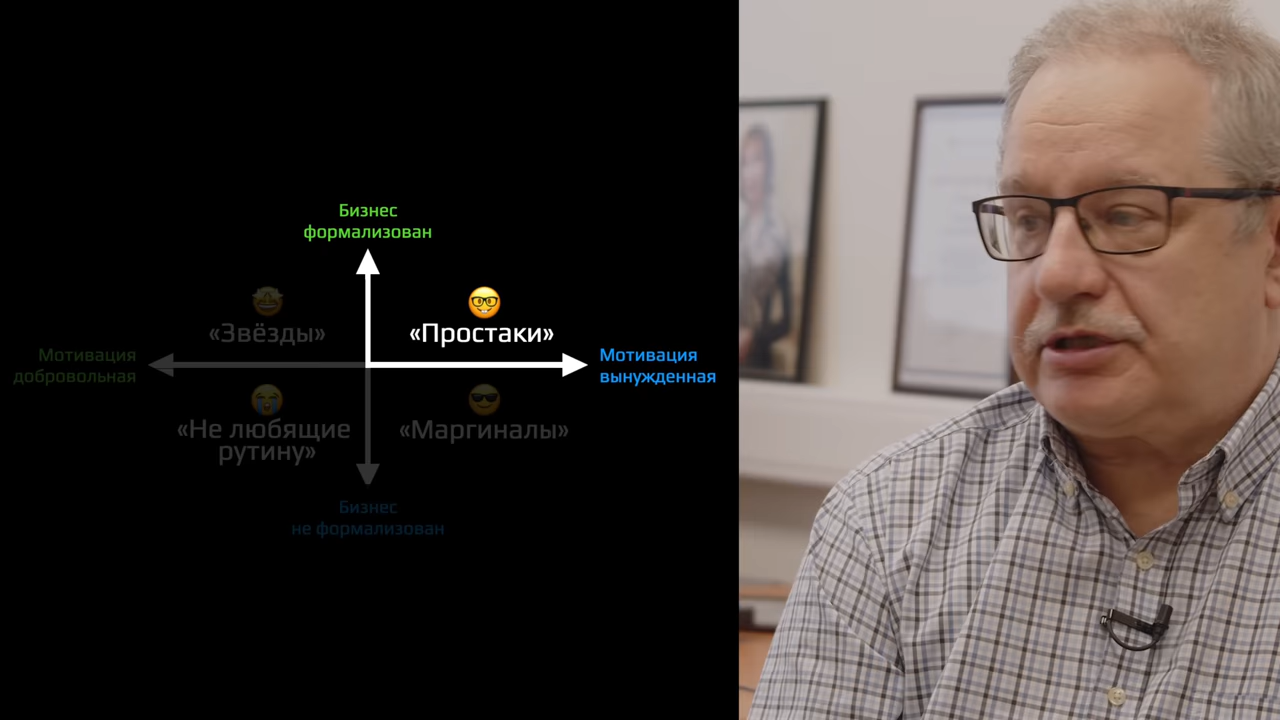 Бизнес
формализован
«Звёзды»
«Простаки»
Мотивация
добровольная
Мотивация
вынужденная
«Не любящие
рутину»
«Маргиналы»
Бизнес
не формализован